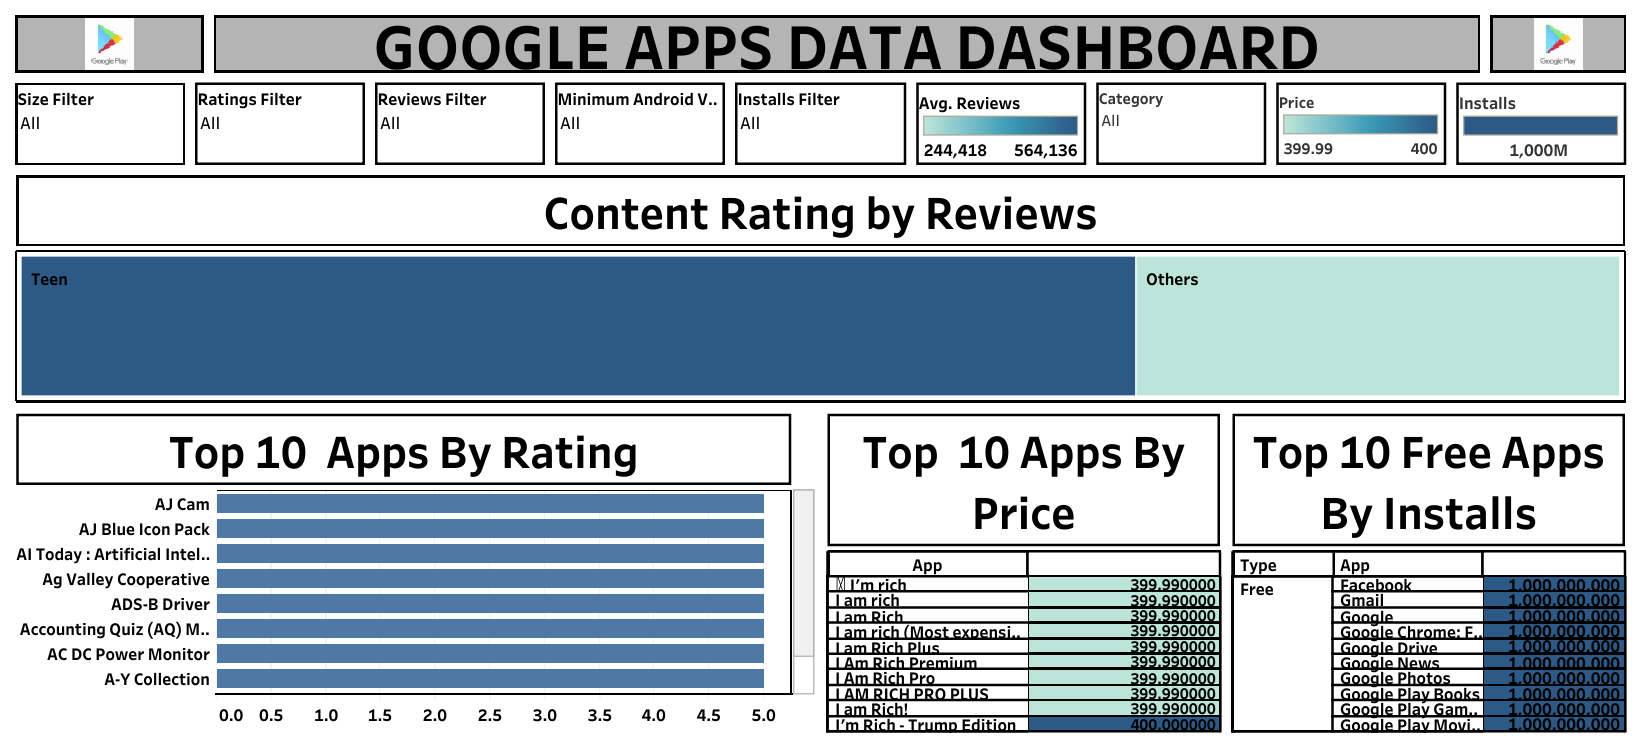 Google Play
GOOGLE APPS DATA DASHBOARD
Google Play
Size Filter
All
Ratings Filter
All
Reviews Filter
All
Minimum Android V..
All
Installs Filter
All
Avg. Reviews
244,418 564,136
Category
All
Price
399.99 400
Installs
1,000M
Content Rating by Reviews
Teen
Others
Top 10 Apps By Rating
AJ Cam
AJ Blue Icon Pack
AI Today : Artificial Intel..
Ag Valley Cooperative
ADS-B Driver
Accounting Quiz (AQ) M..
AC DC Power Monitor
A-Y Collection
0.0 0.5 1.0 1.5 2.0 2.5 3.0 3.5 4.0 4.5 5.0
Top 10 Apps By
Price
App
I'm rich 399.990000
I am rich 399.990000
I am Rich 399.990000
I am rich (Most expensi.. 399.990000
I am Rich Plus 399.990000
I Am Rich Premium 399.990000
I Am Rich Pro 399.990000
I AM RICH PRO PLUS 399.990000
I am Rich! 399.990000
I'm Rich - Trump Edition 400.000000
Top 10 Free Apps
By Installs
Type App
Free Facebook 1,000,000,000
Gmail 1,000,000,000
Google 1,000,000,000
Google Chrome: F.. 1,000,000,000
Google Drive 1,000,000,000
Google News 1,000,000,000
Google Photos 1,000,000,000
Google Play Books 1,000,000,000
Google Play Gam.. 1,000,000,000
Google Play Movi.. 1,000,000,000